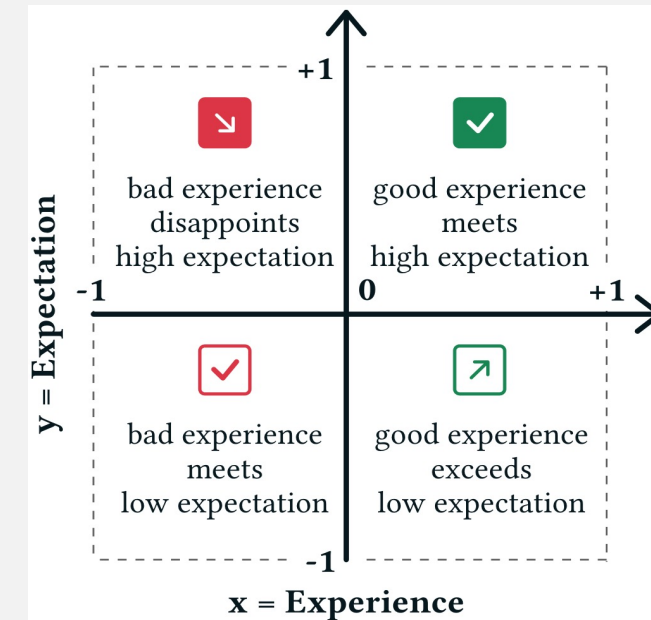 +1
bad experience
disappoints
high expectation
good experience
meets
high expectation
-1
0
+1
y = Expectation
bad experience
meets
low expectation
good experience
exceeds
low expectation
-1
x = Experience